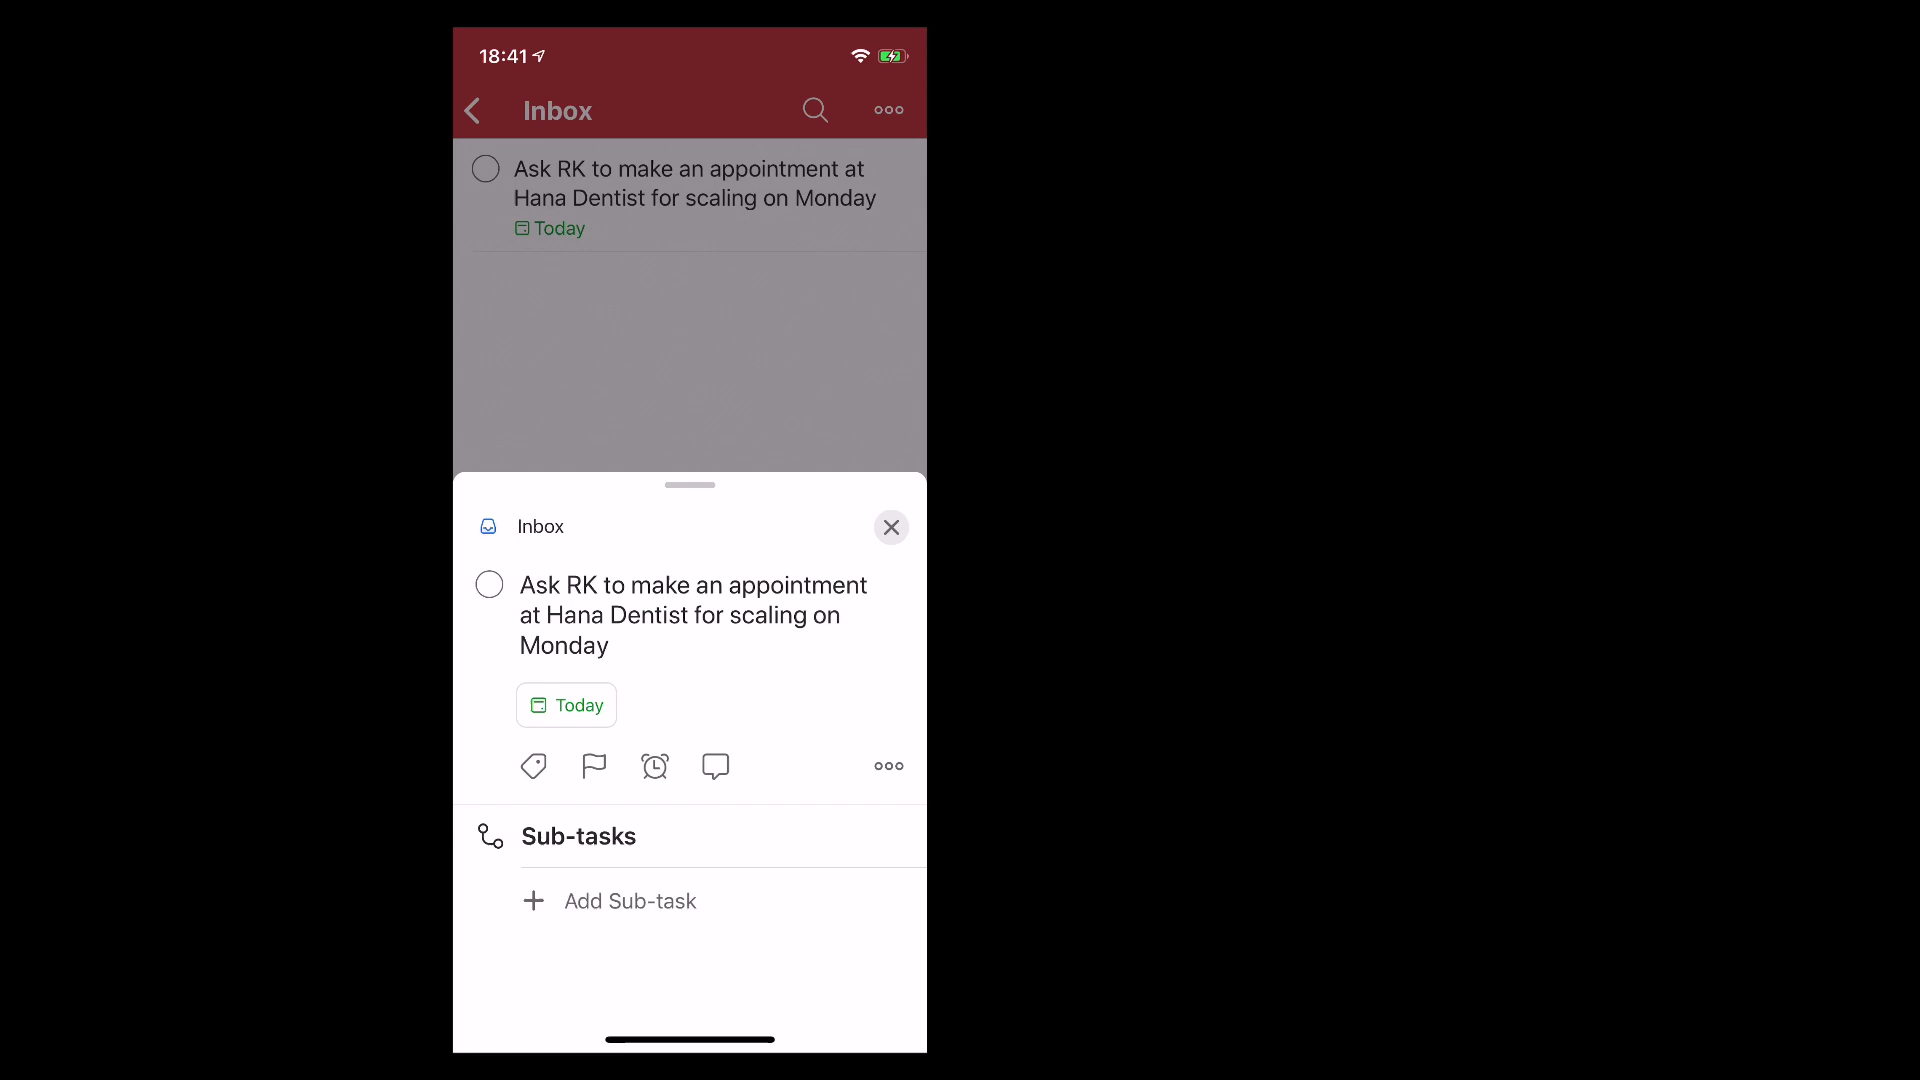 18:41
Inbox
Ask RK to make an appointment at
Hana Dentist for scaling on Monday
Today
Inbox
Ask RK to make an appointment
at Hana Dentist for scaling on
Monday
Today
Sub-tasks
Add Sub-task